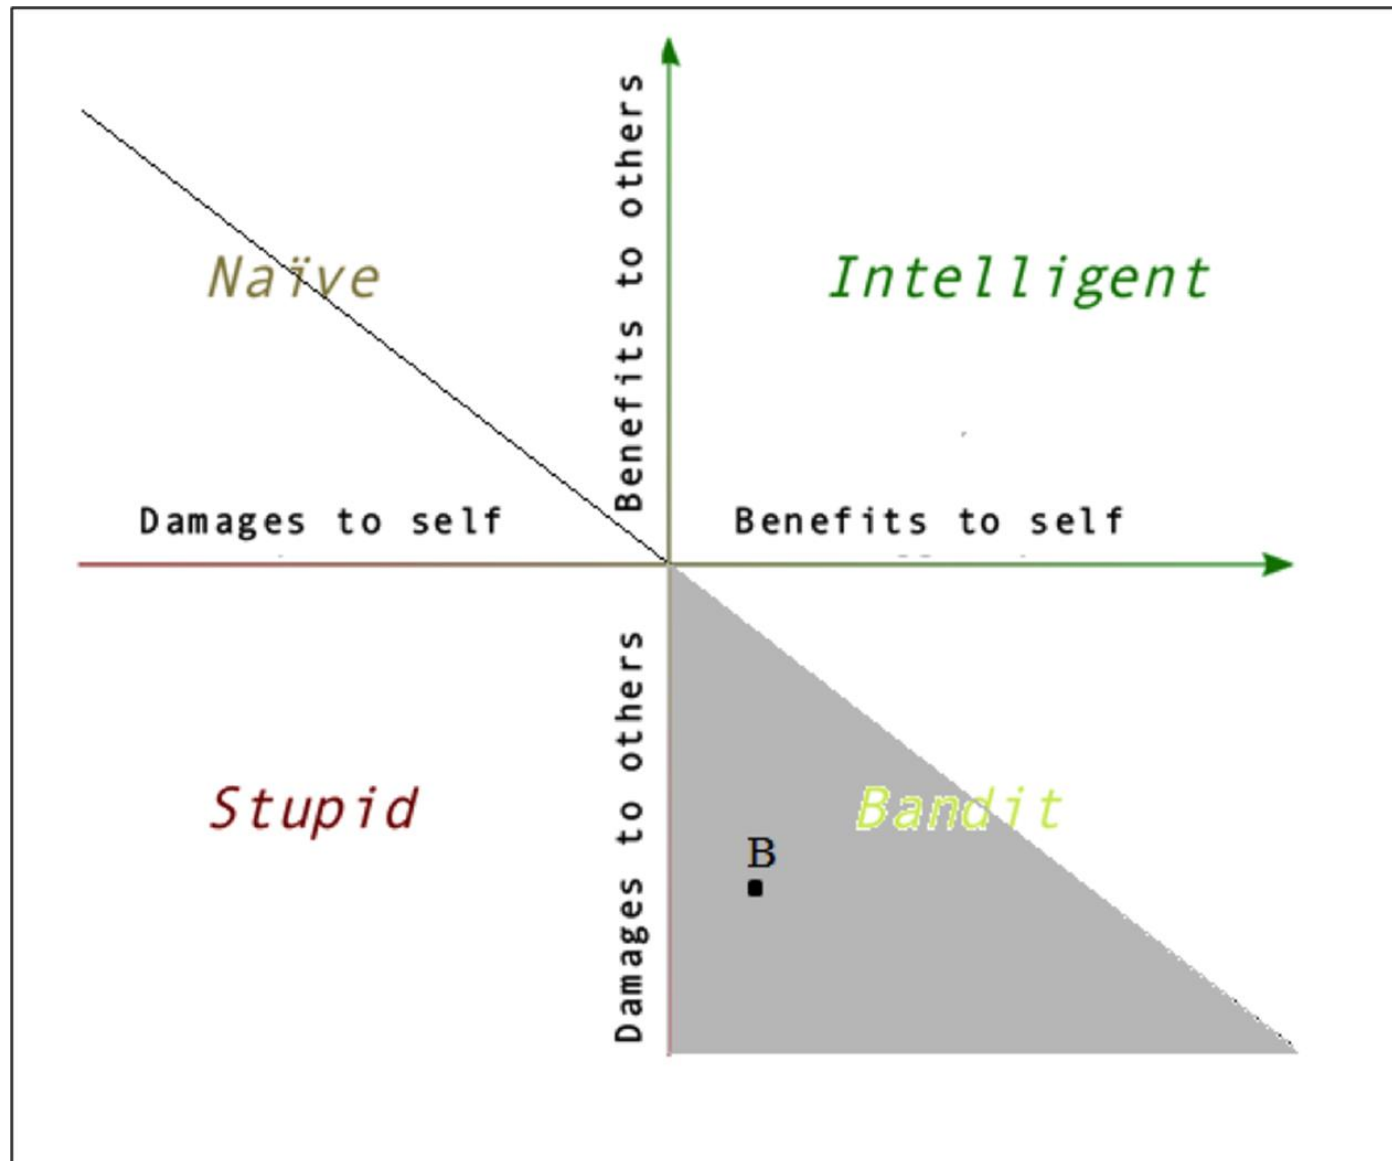 Benefits to others
Naïve
Intelligent
Damages to self
Benefits to self
Damages to others
Stupid
Bandit
B